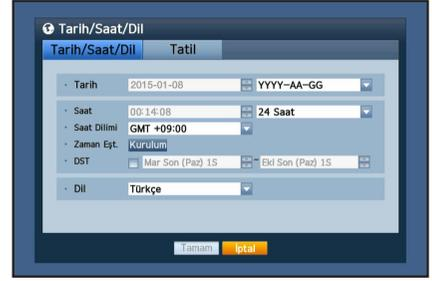 Tarih/Saat/Dil
Tarih/Saat/Dil Tatil
· Tarih 2015-01-08 YYYY-AA-GG
· Saat 00:14:08 24 Saat
· Saat Dilimi GMT +09:00
· Zaman Eşt. Kurulum
· DST Mar Son (Paz) 1S ~ Eki Son (Paz) 1S
· Dil Türkçe
Tamam İptal